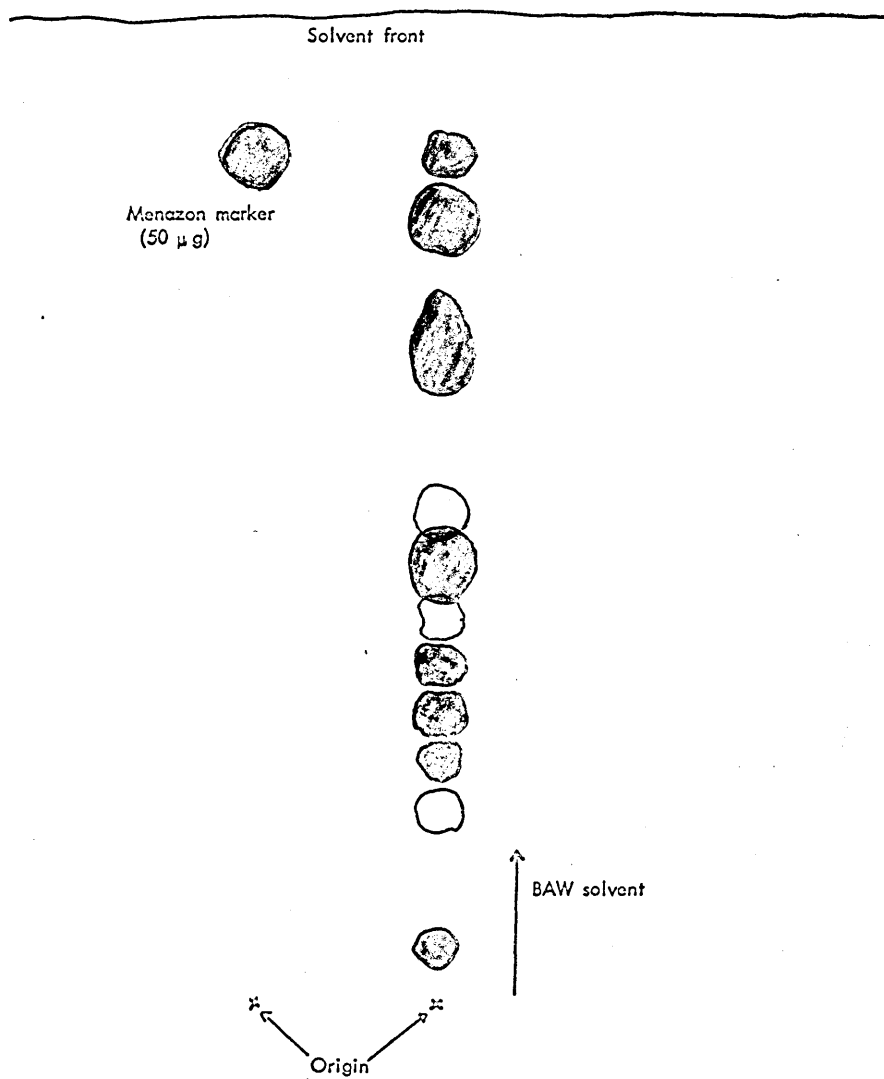 Solvent front
Menazon marker
(50 μg)
BAW solvent
Origin